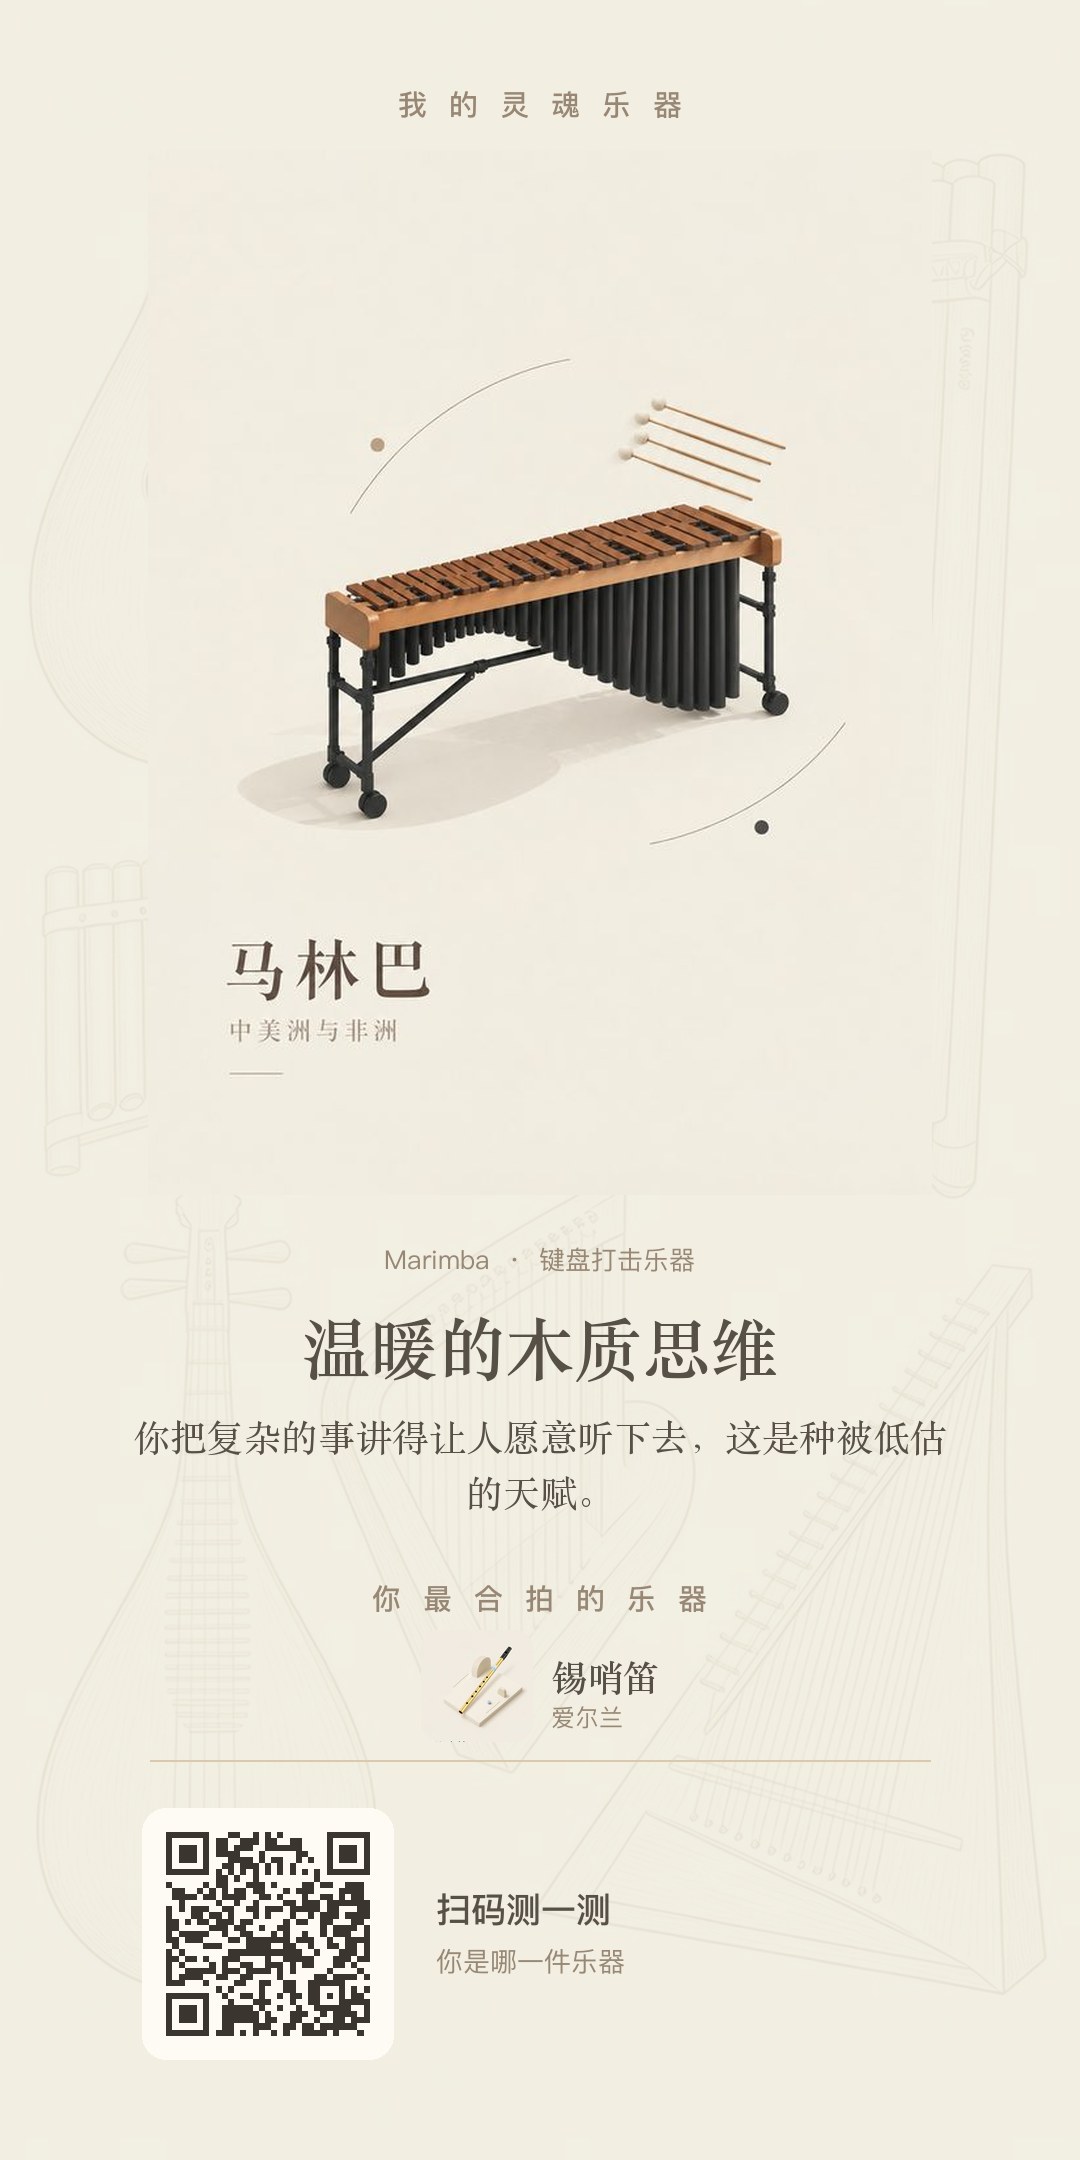 我的灵魂乐器
马林巴
中美洲与非洲
Marimba · 键盘打击乐器
温暖的木质思维
你把复杂的事讲得让人愿意听下去，这是种被低估
的天赋。
你最合拍的乐器
锡哨笛
爱尔兰
扫码测一测
你是哪一件乐器